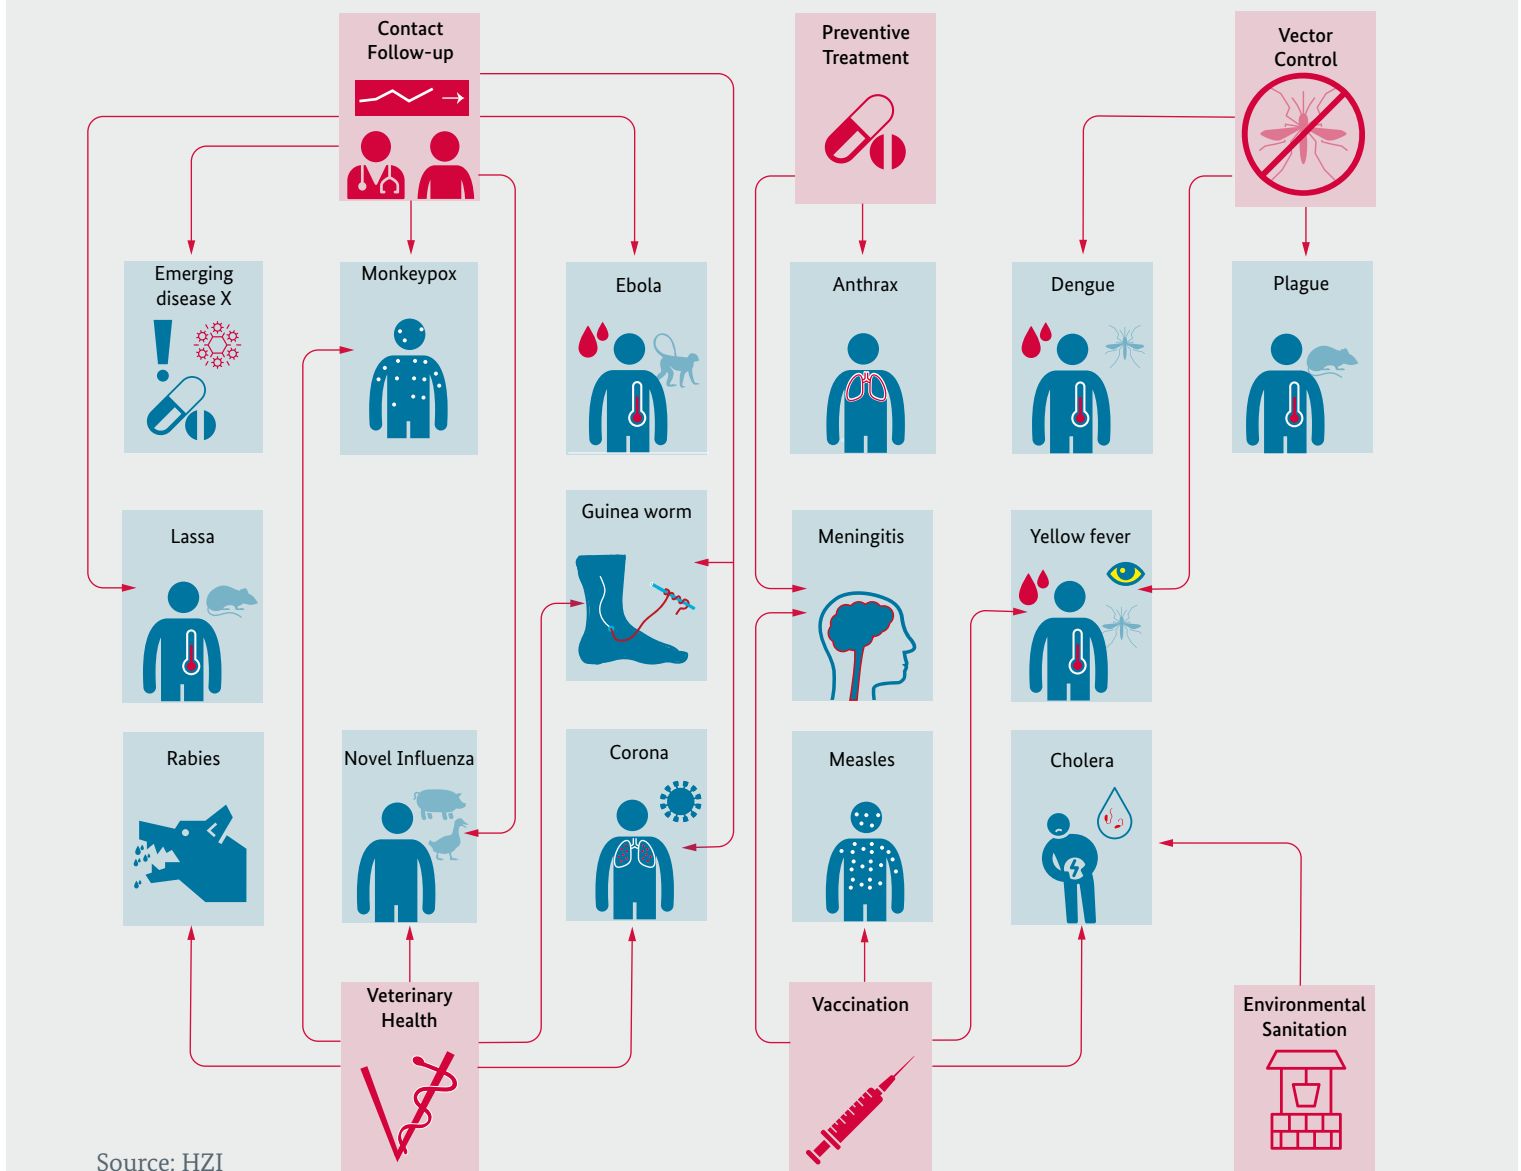 Contact
Follow-up
Preventive
Treatment
Vector
Control
Emerging
disease X
Monkeypox
Ebola
Anthrax
Dengue
Plague
Lassa
Guinea worm
Meningitis
Yellow fever
Rabies
Novel Influenza
Corona
Measles
Cholera
Veterinary
Health
Vaccination
Environmental
Sanitation
Source: HZI